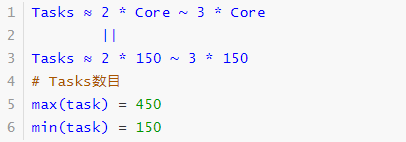 1 Tasks ≈ 2 * Core ~ 3 * Core
2 ||
3 Tasks ≈ 2 * 150 ~ 3 * 150
4 # Tasks数目
5 max(task) = 450
6 min(task) = 150